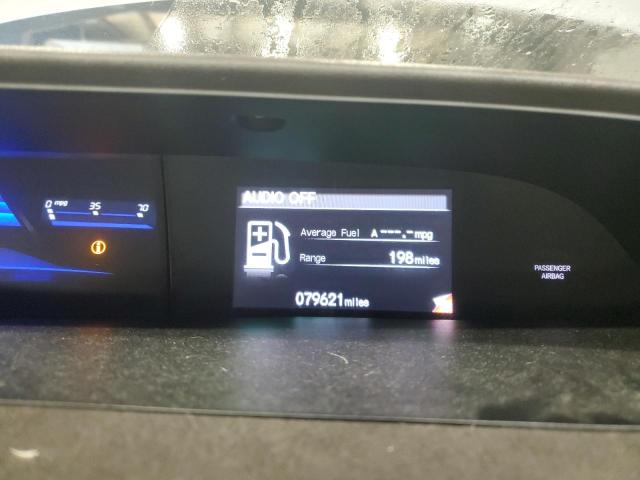 AUDIO OFF
0 mpg 35 70
Average Fuel A ---.- mpg
Range 198 miles
PASSENGER
AIRBAG
079621 miles